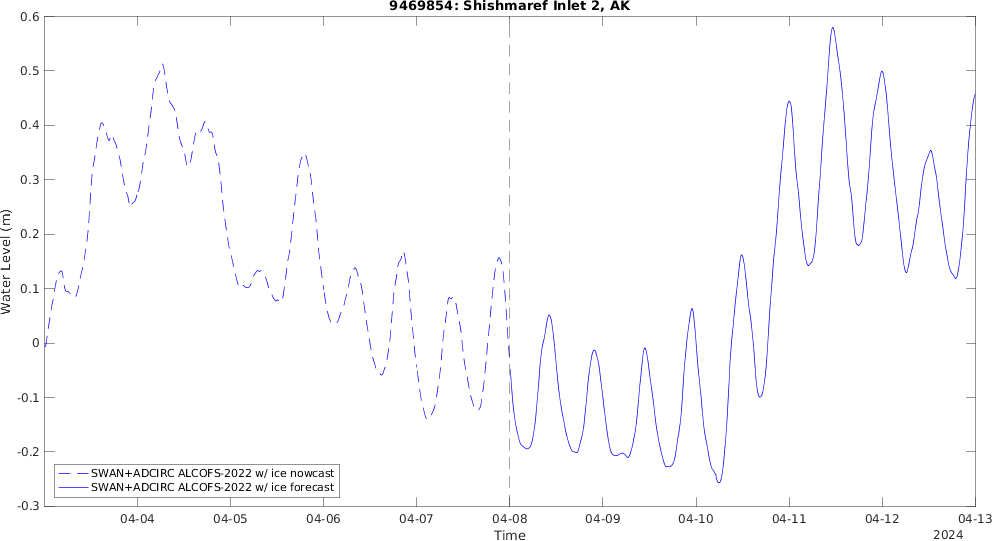 9469854: Shishmaref Inlet 2, AK
0.6
0.5
0.4
0.3
0.2
0.1
0
-0.1
-0.2
-0.3
Water Level (m)
SWAN+ADCIRC ALCOFS-2022 w/ ice nowcast
SWAN+ADCIRC ALCOFS-2022 w/ ice forecast
04-04 04-05 04-06 04-07 04-08 04-09 04-10 04-11 04-12 04-13
Time
2024